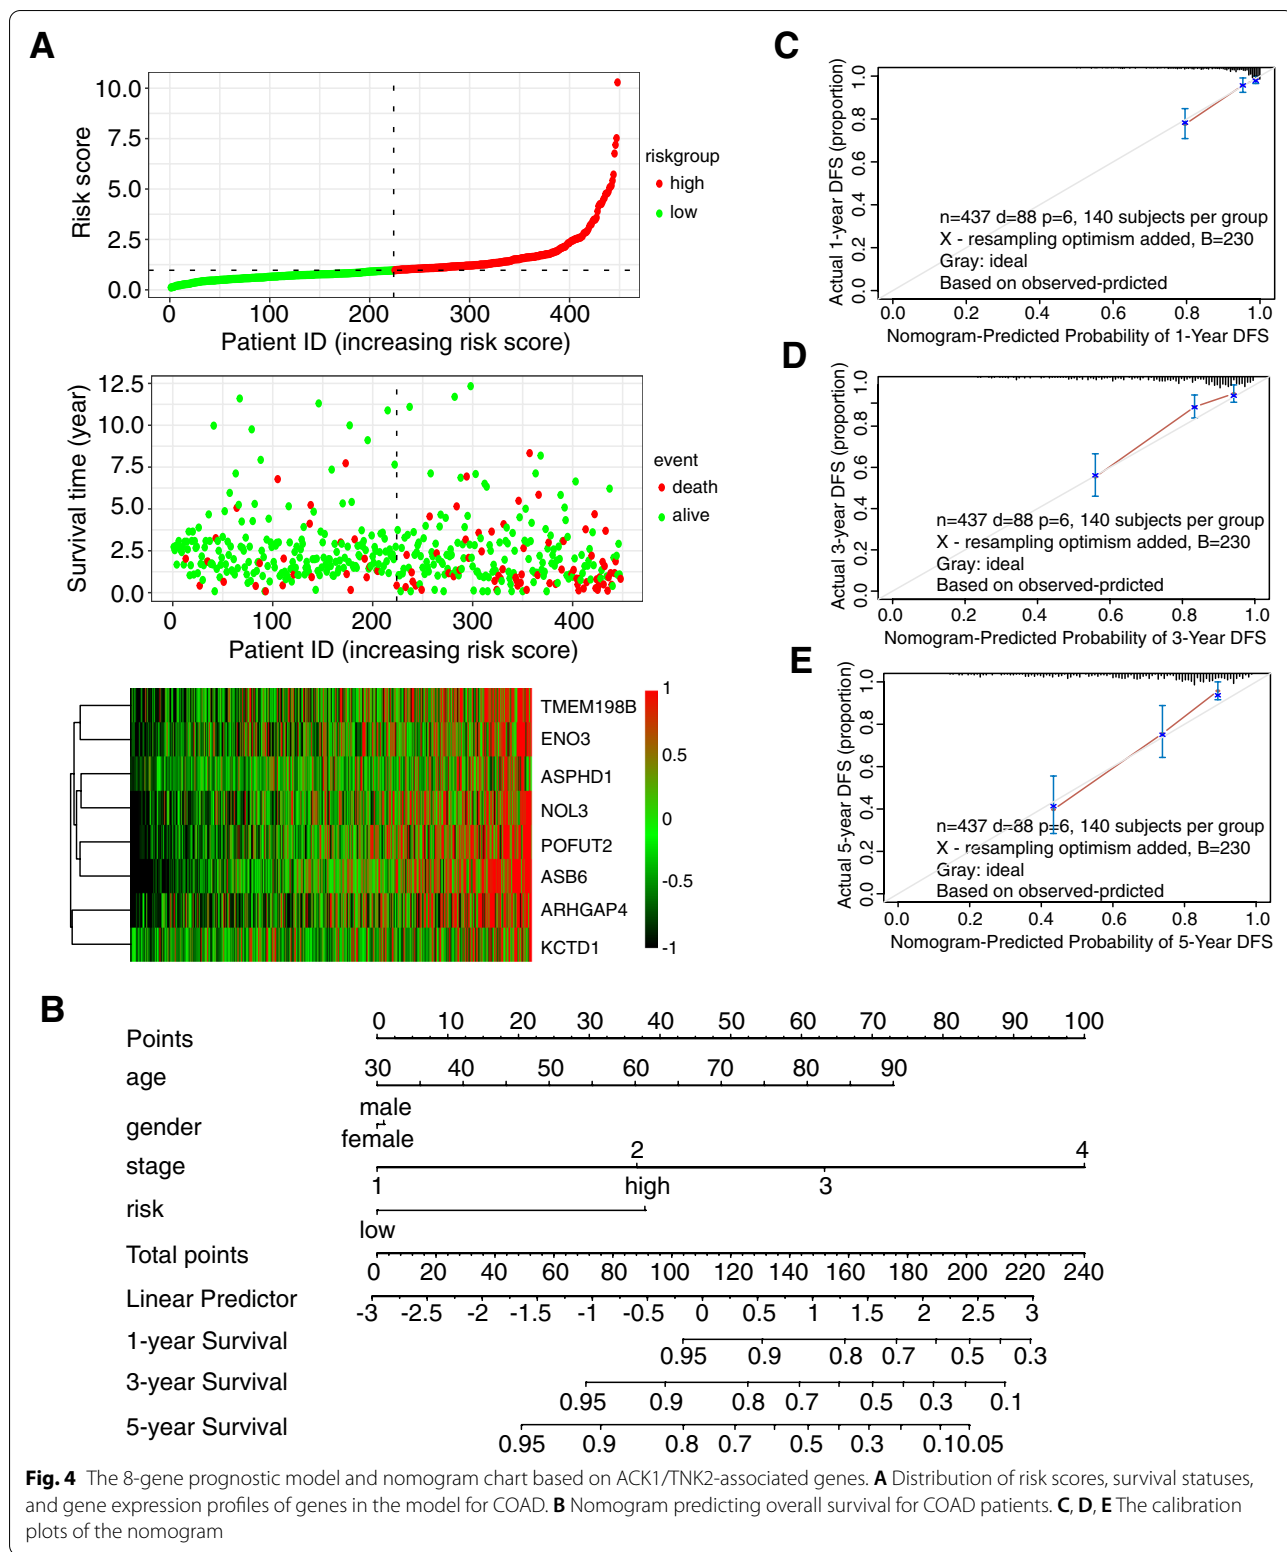 A
10.0
7.5
5.0
2.5
0.0
Risk score
0 100 200 300 400
Patient ID (increasing risk score)
riskgroup
high
low
12.5
10.0
7.5
5.0
2.5
0.0
Survival time (year)
0 100 200 300 400
Patient ID (increasing risk score)
event
death
alive
TMEM198B
ENO3
ASPHD1
NOL3
POFUT2
ASB6
ARHGAP4
KCTD1
1
0.5
0
-0.5
-1
C
Actual 1-year DFS (proportion)
1.0
0.8
0.6
0.4
0.2
0.0
n=437 d=88 p=6, 140 subjects per group
X - resampling optimism added, B=230
Gray: ideal
Based on observed-prdicted
0.0 0.2 0.4 0.6 0.8 1.0
Nomogram-Predicted Probability of 1-Year DFS
D
Actual 3-year DFS (proportion)
1.0
0.8
0.6
0.4
0.2
0.0
n=437 d=88 p=6, 140 subjects per group
X - resampling optimism added, B=230
Gray: ideal
Based on observed-prdicted
0.0 0.2 0.4 0.6 0.8 1.0
Nomogram-Predicted Probability of 3-Year DFS
E
Actual 5-year DFS (proportion)
1.0
0.8
0.6
0.4
0.2
0.0
n=437 d=88 p=6, 140 subjects per group
X - resampling optimism added, B=230
Gray: ideal
Based on observed-prdicted
0.0 0.2 0.4 0.6 0.8 1.0
Nomogram-Predicted Probability of 5-Year DFS
B
Points 0 10 20 30 40 50 60 70 80 90 100
age 30 40 50 60 70 80 90
male
gender
female
2 4
stage
1 3
high
risk
low
Total points
0 20 40 60 80 100 120 140 160 180 200 220 240
Linear Predictor
-3 -2.5 -2 -1.5 -1 -0.5 0 0.5 1 1.5 2 2.5 3
1-year Survival
0.95 0.9 0.8 0.7 0.5 0.3
3-year Survival
0.95 0.9 0.8 0.7 0.5 0.3 0.1
5-year Survival
0.95 0.9 0.8 0.7 0.5 0.3 0.10.05
Fig. 4 The 8-gene prognostic model and nomogram chart based on ACK1/TNK2-associated genes. A Distribution of risk scores, survival statuses,
and gene expression profiles of genes in the model for COAD. B Nomogram predicting overall survival for COAD patients. C, D, E The calibration
plots of the nomogram